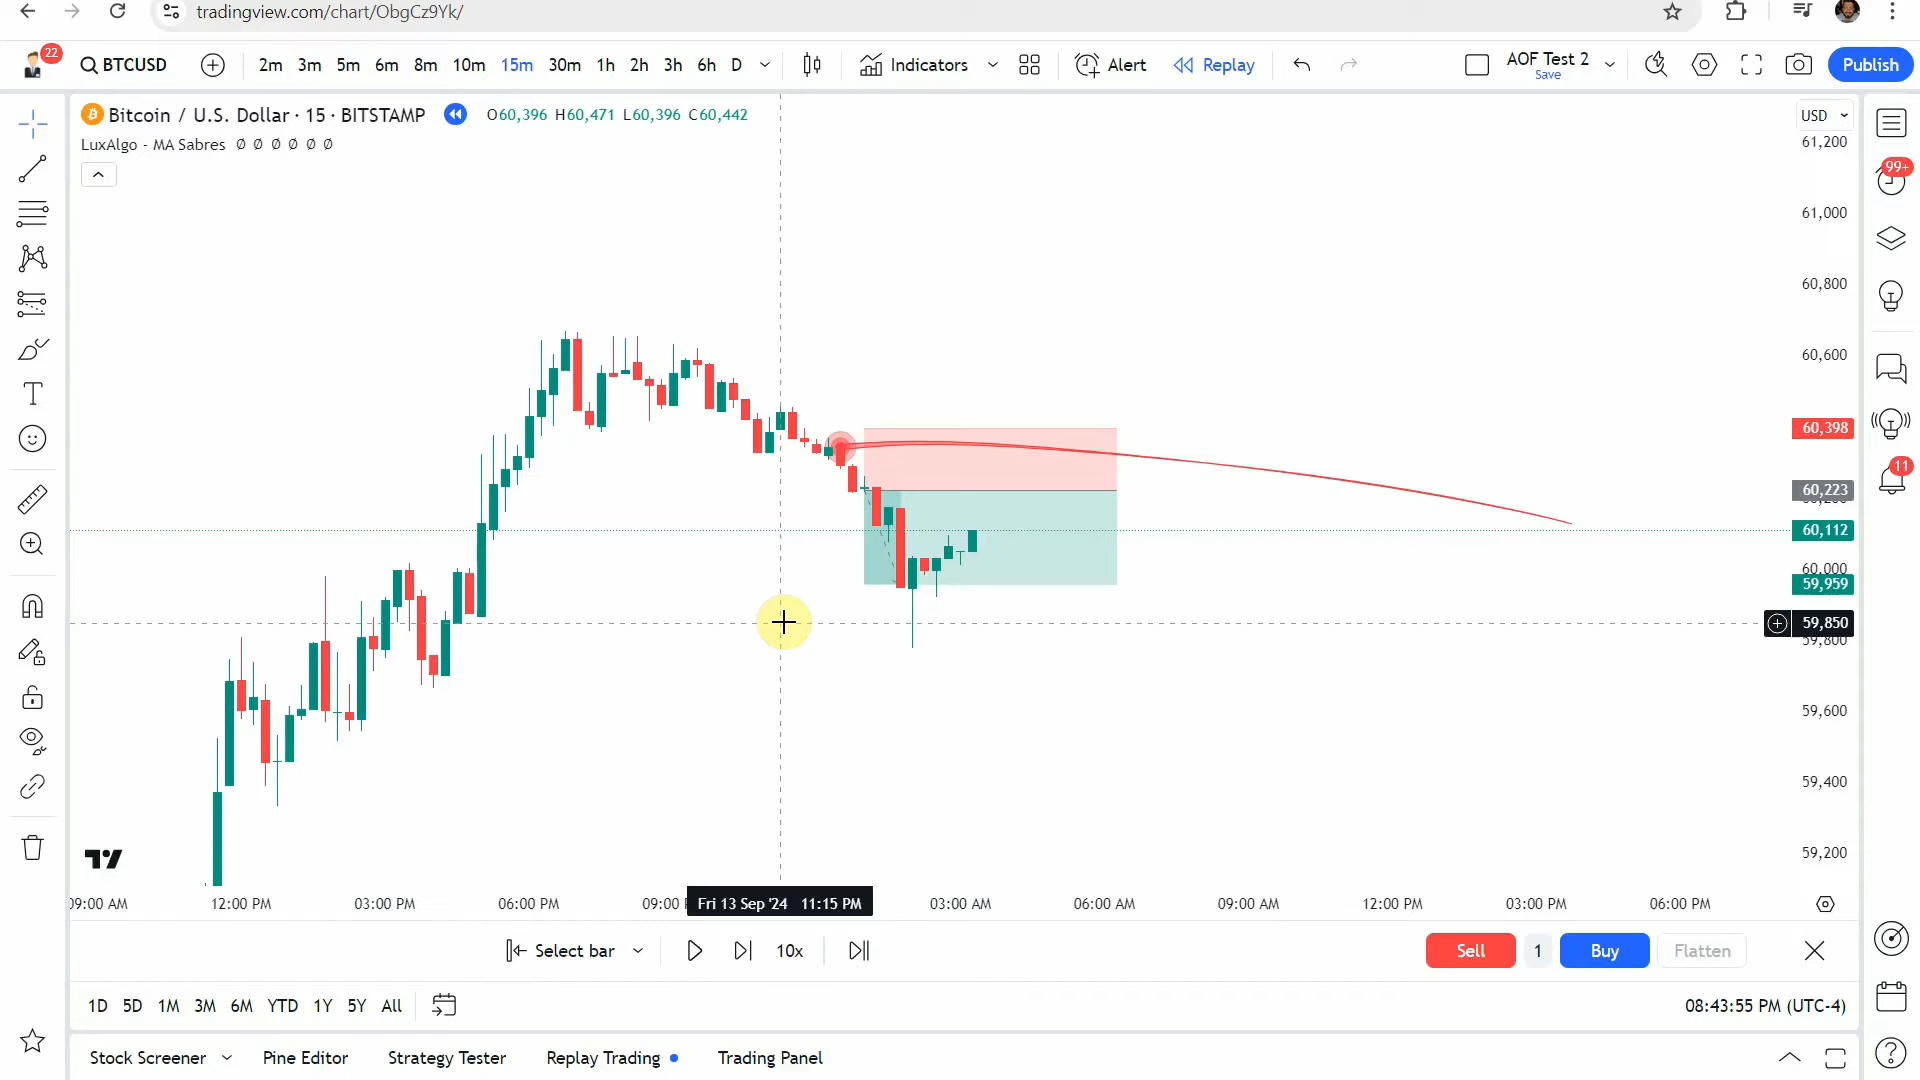 tradingview.com/chart/ObgCz9Yk/
22
BTCUSD
2m 3m 5m 6m 8m 10m 15m 30m 1h 2h 3h 6h D
Indicators
Alert
Replay
AOF Test 2
Save
Publish
Bitcoin / U.S. Dollar · 15 · BITSTAMP
O60,396 H60,471 L60,396 C60,442
LuxAlgo - MA Sabres Ø Ø Ø Ø Ø Ø
USD
99+
11
61,200
61,000
60,800
60,600
60,398
60,223
60,112
60,000
59,959
59,850
59,800
59,600
59,400
59,200
09:00 AM
12:00 PM
03:00 PM
06:00 PM
09:00
Fri 13 Sep '24 11:15 PM
03:00 AM
06:00 AM
09:00 AM
12:00 PM
03:00 PM
06:00 PM
Select bar
10x
Sell
1
Buy
Flatten
1D 5D 1M 3M 6M YTD 1Y 5Y All
08:43:55 PM (UTC-4)
Stock Screener
Pine Editor
Strategy Tester
Replay Trading
Trading Panel